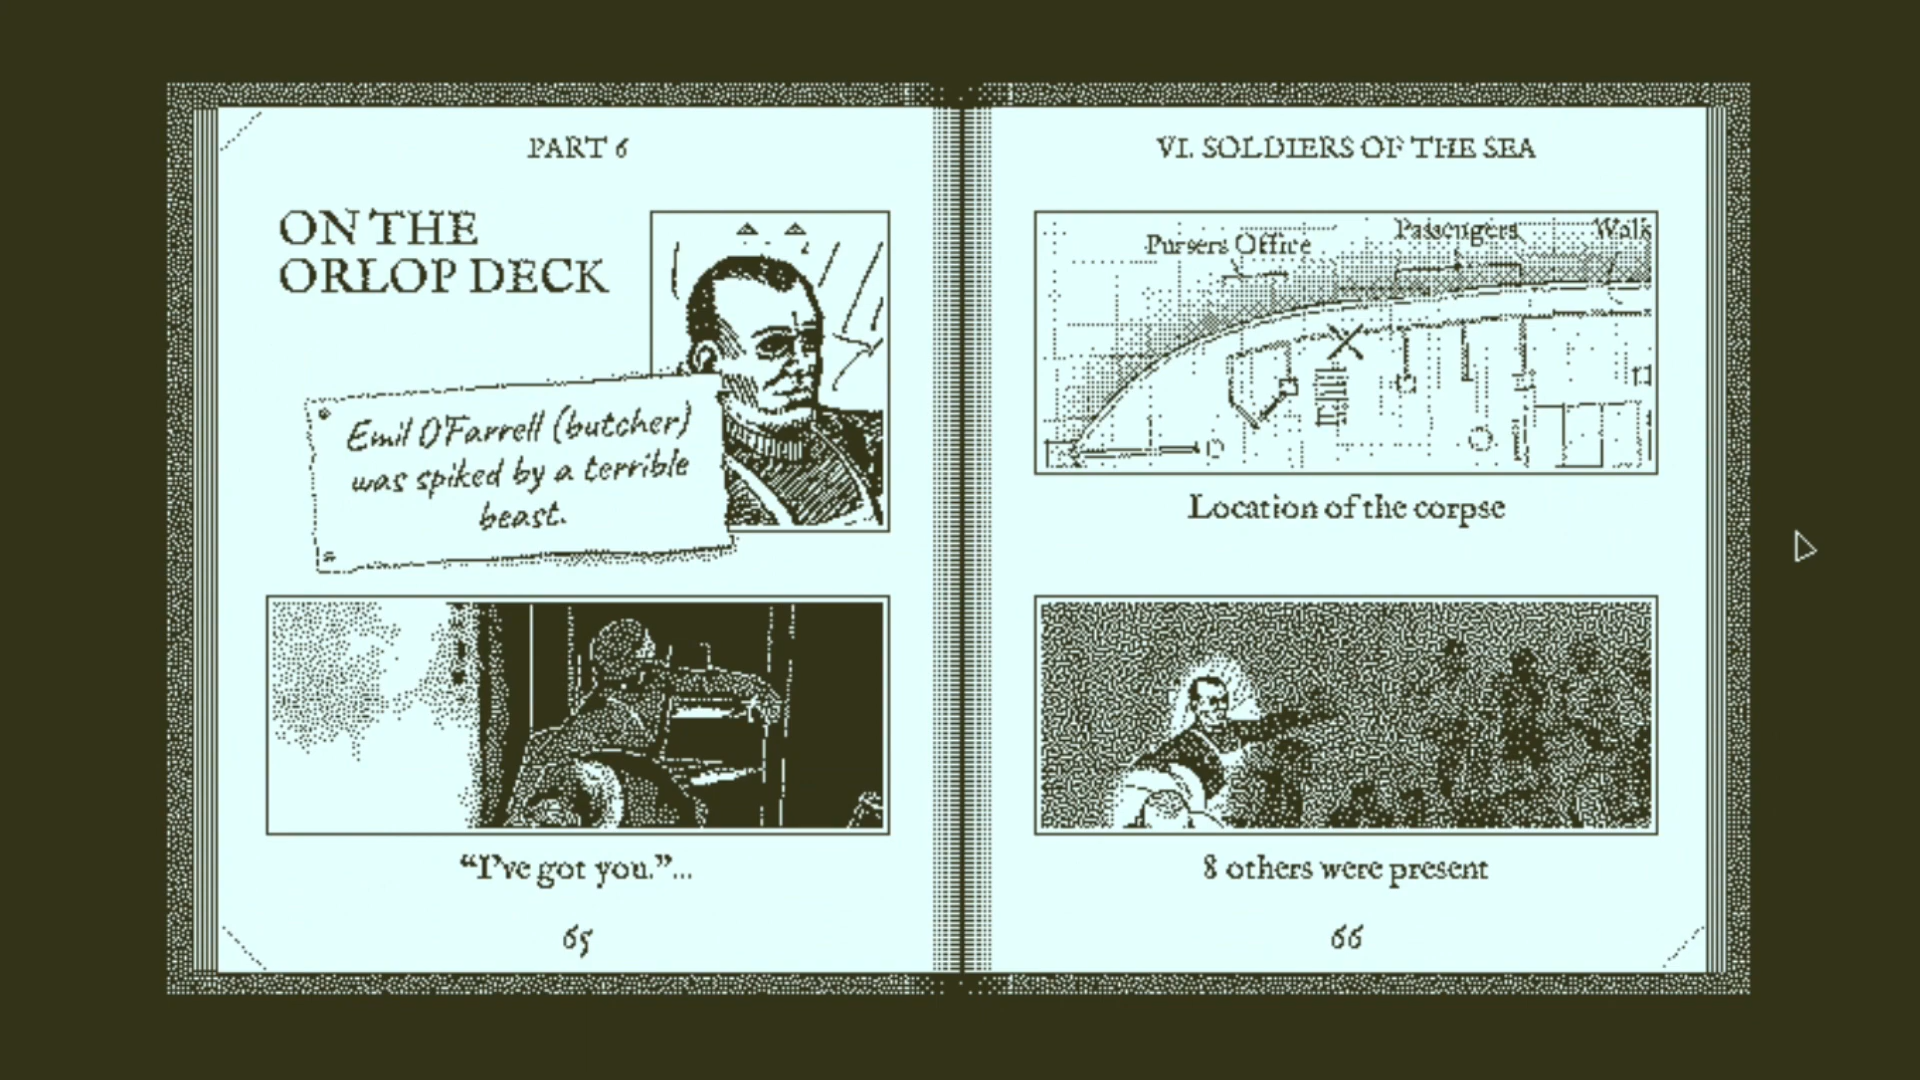 PART 6
ON THE
ORLOP DECK
Emil O'Farrell (butcher)
was spiked by a terrible
beast.
"I've got you."...
65
VI. SOLDIERS OF THE SEA
Pursers Office
Passengers
Walk
Location of the corpse
8 others were present
66